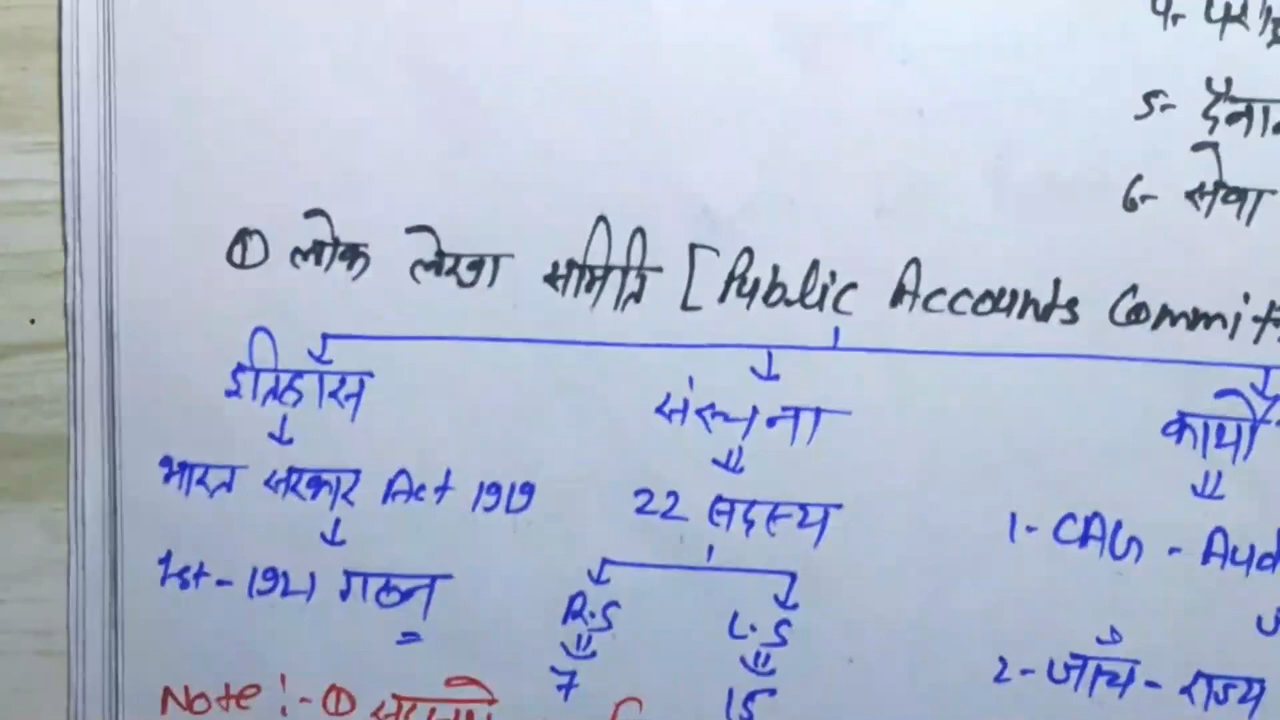 5- दैना
6- सेवा
① लोक लेखा समिति [Public Accounts Committ
इतिहास
संरचना
कार्य
भारत सरकार Act 1919
22 सदस्य
1st - 1921 गठन
R.S
L.S
7
15
1- CAG - Aud
2- जाँच - राज्य
Note :- ①